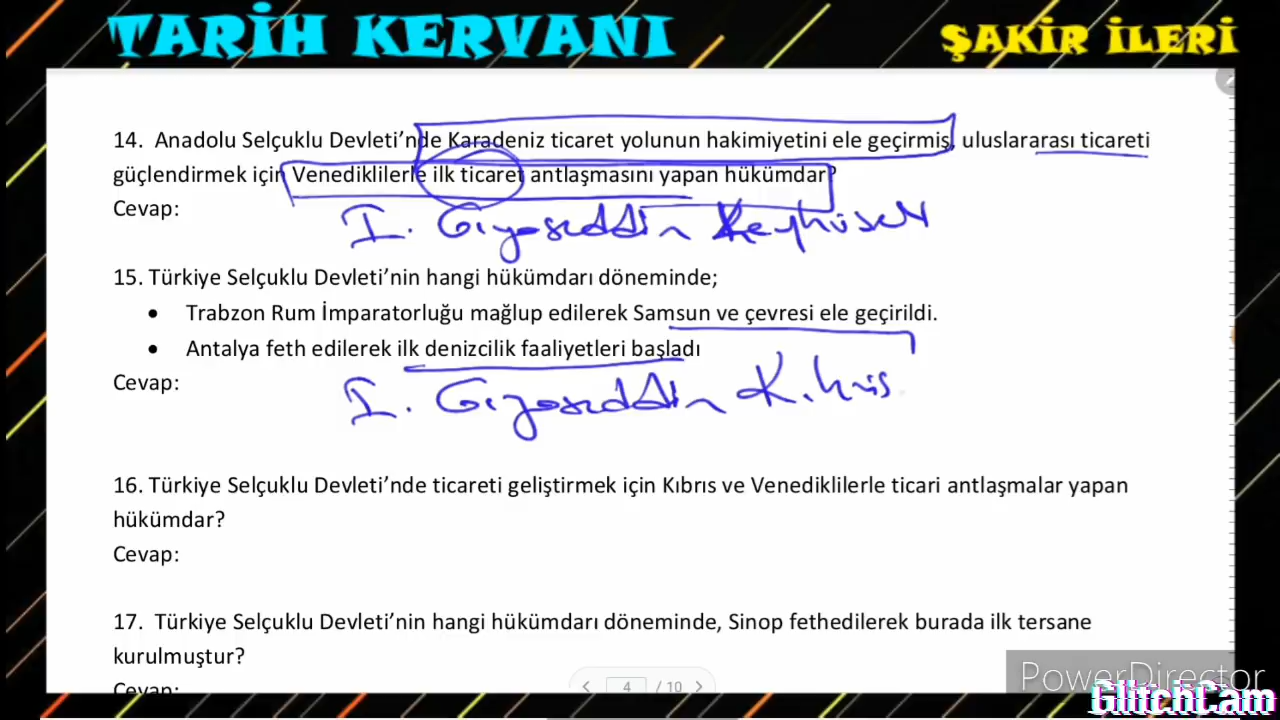 TARİH KERVANI
ŞAKİR İLERİ
14. Anadolu Selçuklu Devleti'nde Karadeniz ticaret yolunun hakimiyetini ele geçirmiş, uluslararası ticareti
güçlendirmek için Venediklilerle ilk ticaret antlaşmasını yapan hükümdar?
Cevap:
I. Gıyaseddin Keyhüsev
15. Türkiye Selçuklu Devleti'nin hangi hükümdarı döneminde;
• Trabzon Rum İmparatorluğu mağlup edilerek Samsun ve çevresi ele geçirildi.
• Antalya feth edilerek ilk denizcilik faaliyetleri başladı
Cevap:
I. Gıyaseddin K.hüs
16. Türkiye Selçuklu Devleti'nde ticareti geliştirmek için Kıbrıs ve Venediklilerle ticari antlaşmalar yapan
hükümdar?
Cevap:
17. Türkiye Selçuklu Devleti'nin hangi hükümdarı döneminde, Sinop fethedilerek burada ilk tersane
kurulmuştur?
Cevap:
< 4 / 10 >
PowerDirector
GlitchCam